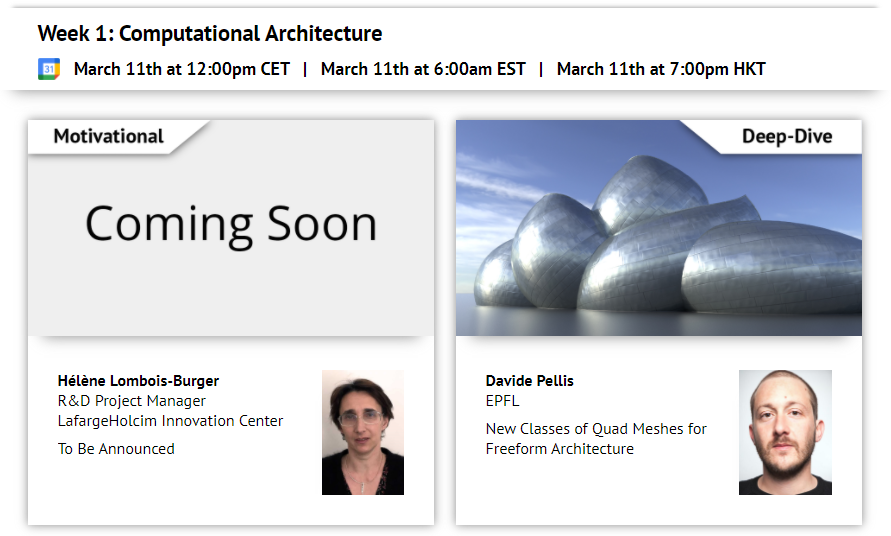 Week 1: Computational Architecture
31
March 11th at 12:00pm CET | March 11th at 6:00am EST | March 11th at 7:00pm HKT
Motivational
Coming Soon
Hélène Lombois-Burger
R&D Project Manager
LafargeHolcim Innovation Center
To Be Announced
Deep-Dive
Davide Pellis
EPFL
New Classes of Quad Meshes for
Freeform Architecture